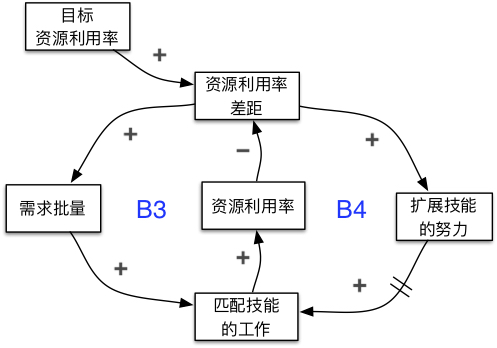 目标
资源利用率
+
资源利用率
差距
+
+
−
需求批量
B3
资源利用率
B4
扩展技能
的努力
+
+
+
匹配技能
的工作